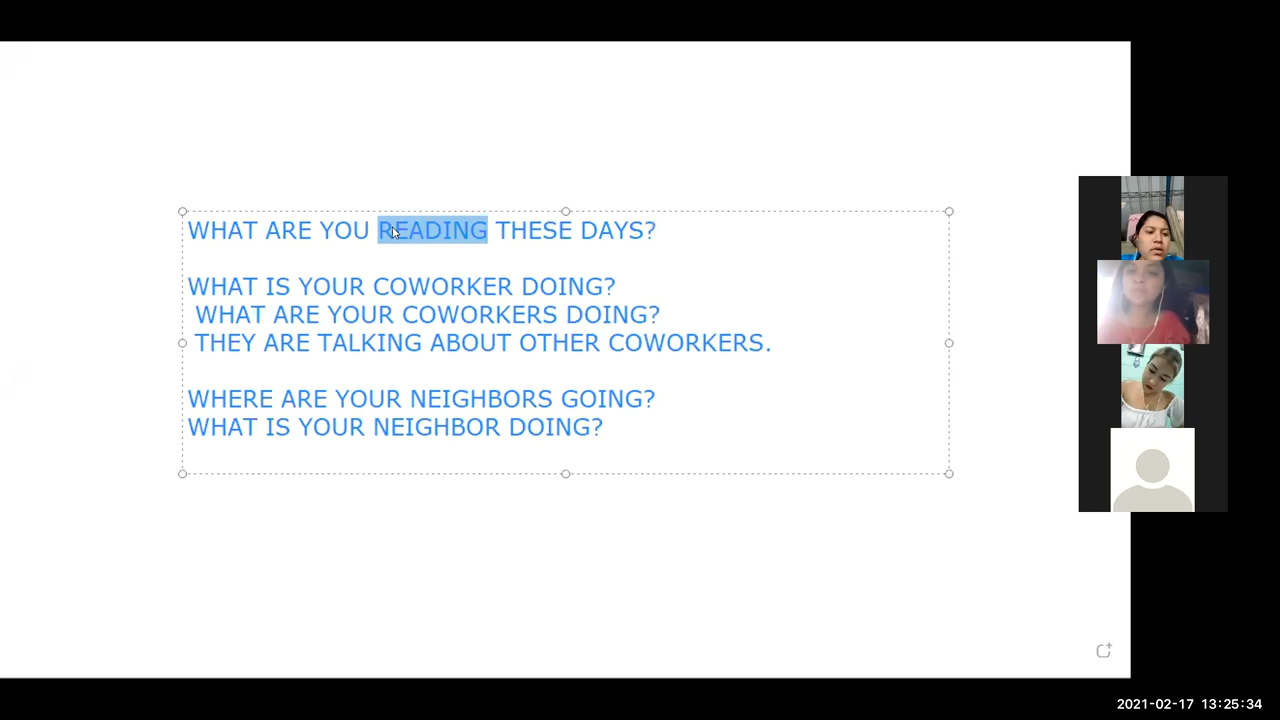 WHAT ARE YOU READING THESE DAYS?
WHAT IS YOUR COWORKER DOING?
WHAT ARE YOUR COWORKERS DOING?
THEY ARE TALKING ABOUT OTHER COWORKERS.
WHERE ARE YOUR NEIGHBORS GOING?
WHAT IS YOUR NEIGHBOR DOING?
2021-02-17 13:25:34